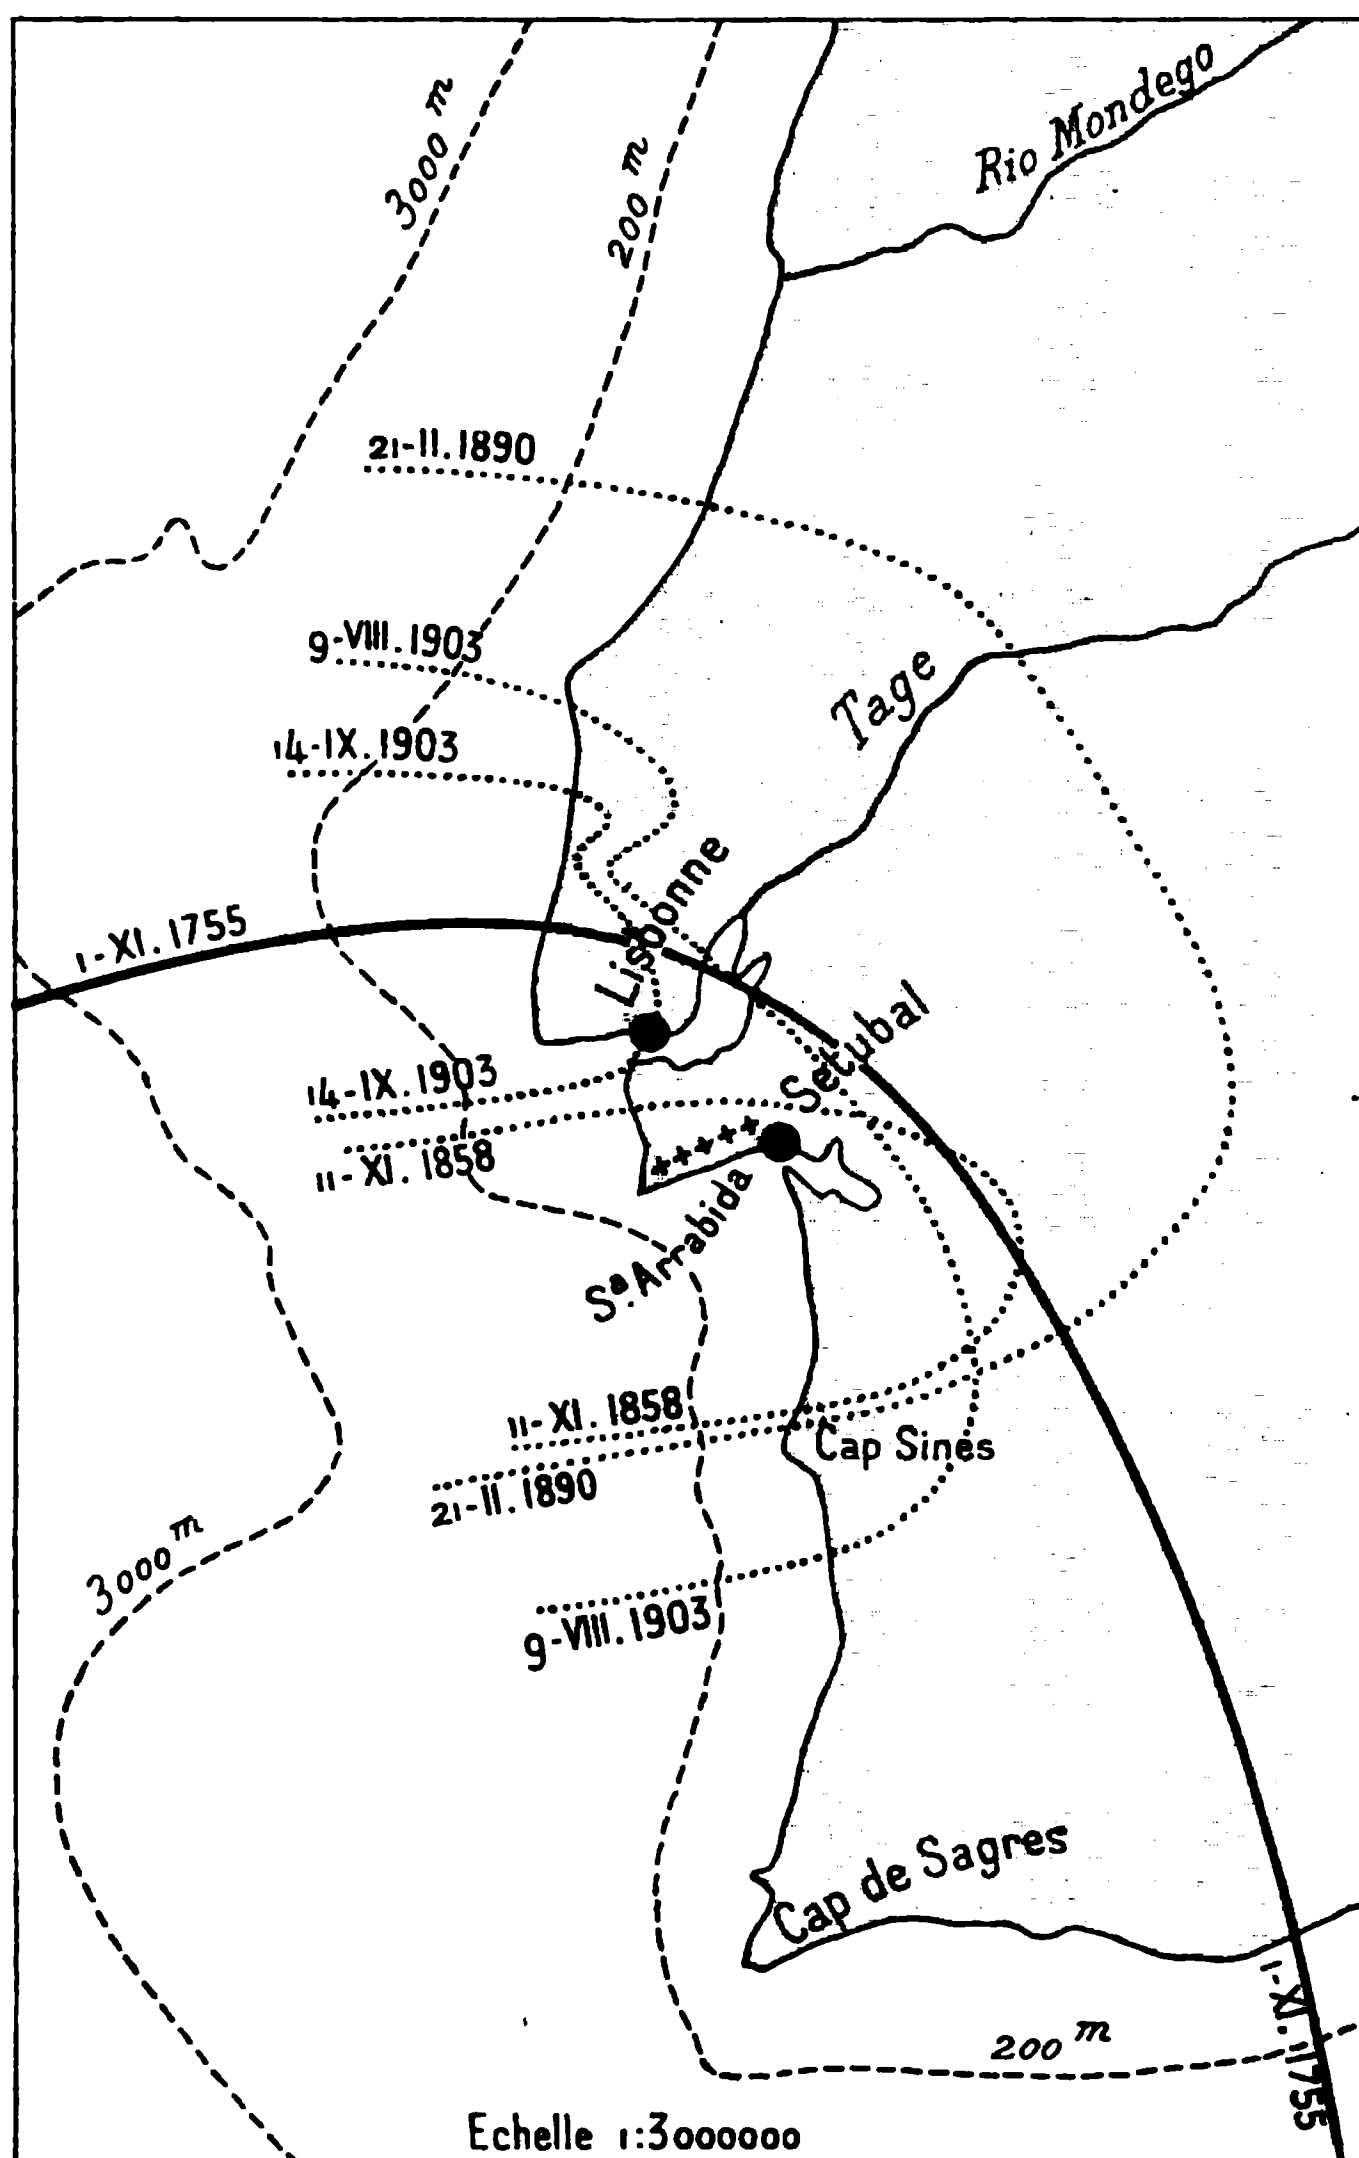 3000 m
200 m
Rio Mondego
21-II.1890
9-VIII.1903
Tage
14-IX.1903
Lisbonne
1-XI.1755
Setubal
14-IX.1903
11-XI.1858
Sª. Arrabida
11-XI.1858
Cap Sines
21-II.1890
3000 m
9-VIII.1903
Cap de Sagres
1-XI.1755
200 m
Echelle 1:3000000